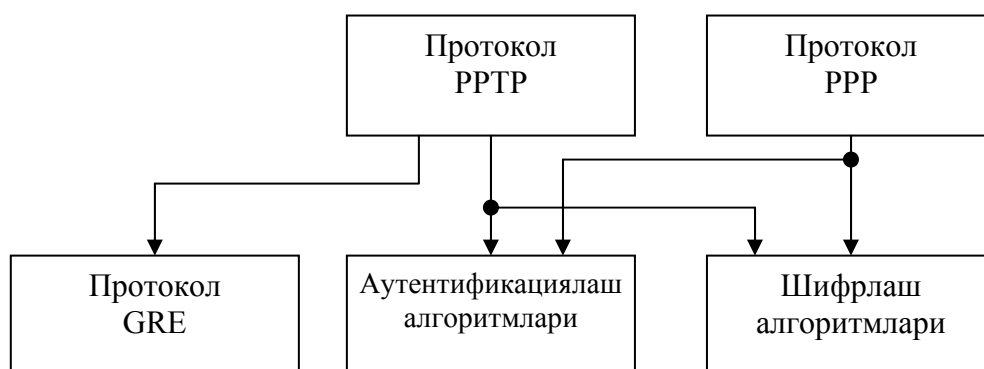 Протокол
PPTP
Протокол
PPP
Протокол
GRE
Аутентификациялаш
алгоритмлари
Шифрлаш
алгоритмлари